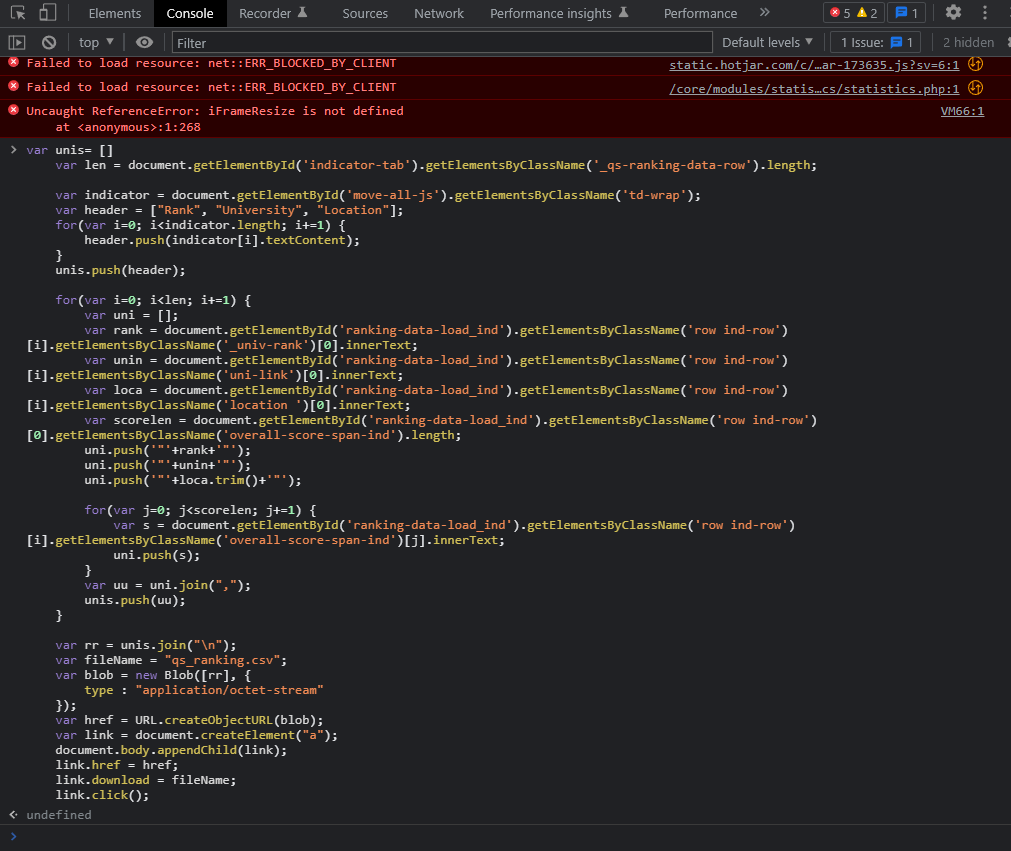 Elements Console Recorder Sources Network Performance insights Performance » 5 2 1
top Filter Default levels 1 Issue: 1 2 hidden
Failed to load resource: net::ERR_BLOCKED_BY_CLIENT static.hotjar.com/c/…ar-173635.js?sv=6:1
Failed to load resource: net::ERR_BLOCKED_BY_CLIENT /core/modules/statis…cs/statistics.php:1
Uncaught ReferenceError: iFrameResize is not defined VM66:1
at <anonymous>:1:268
var unis= []
var len = document.getElementById('indicator-tab').getElementsByClassName('_qs-ranking-data-row').length;
var indicator = document.getElementById('move-all-js').getElementsByClassName('td-wrap');
var header = ["Rank", "University", "Location"];
for(var i=0; i<indicator.length; i+=1) {
header.push(indicator[i].textContent);
}
unis.push(header);
for(var i=0; i<len; i+=1) {
var uni = [];
var rank = document.getElementById('ranking-data-load_ind').getElementsByClassName('row ind-row')
[i].getElementsByClassName('_univ-rank')[0].innerText;
var unin = document.getElementById('ranking-data-load_ind').getElementsByClassName('row ind-row')
[i].getElementsByClassName('uni-link')[0].innerText;
var loca = document.getElementById('ranking-data-load_ind').getElementsByClassName('row ind-row')
[i].getElementsByClassName('location ')[0].innerText;
var scorelen = document.getElementById('ranking-data-load_ind').getElementsByClassName('row ind-row')
[0].getElementsByClassName('overall-score-span-ind').length;
uni.push('"'+rank+'"');
uni.push('"'+unin+'"');
uni.push('"'+loca.trim()+'"');
for(var j=0; j<scorelen; j+=1) {
var s = document.getElementById('ranking-data-load_ind').getElementsByClassName('row ind-row')
[i].getElementsByClassName('overall-score-span-ind')[j].innerText;
uni.push(s);
}
var uu = uni.join(",");
unis.push(uu);
}
var rr = unis.join("\n");
var fileName = "qs_ranking.csv";
var blob = new Blob([rr], {
type : "application/octet-stream"
});
var href = URL.createObjectURL(blob);
var link = document.createElement("a");
document.body.appendChild(link);
link.href = href;
link.download = fileName;
link.click();
undefined